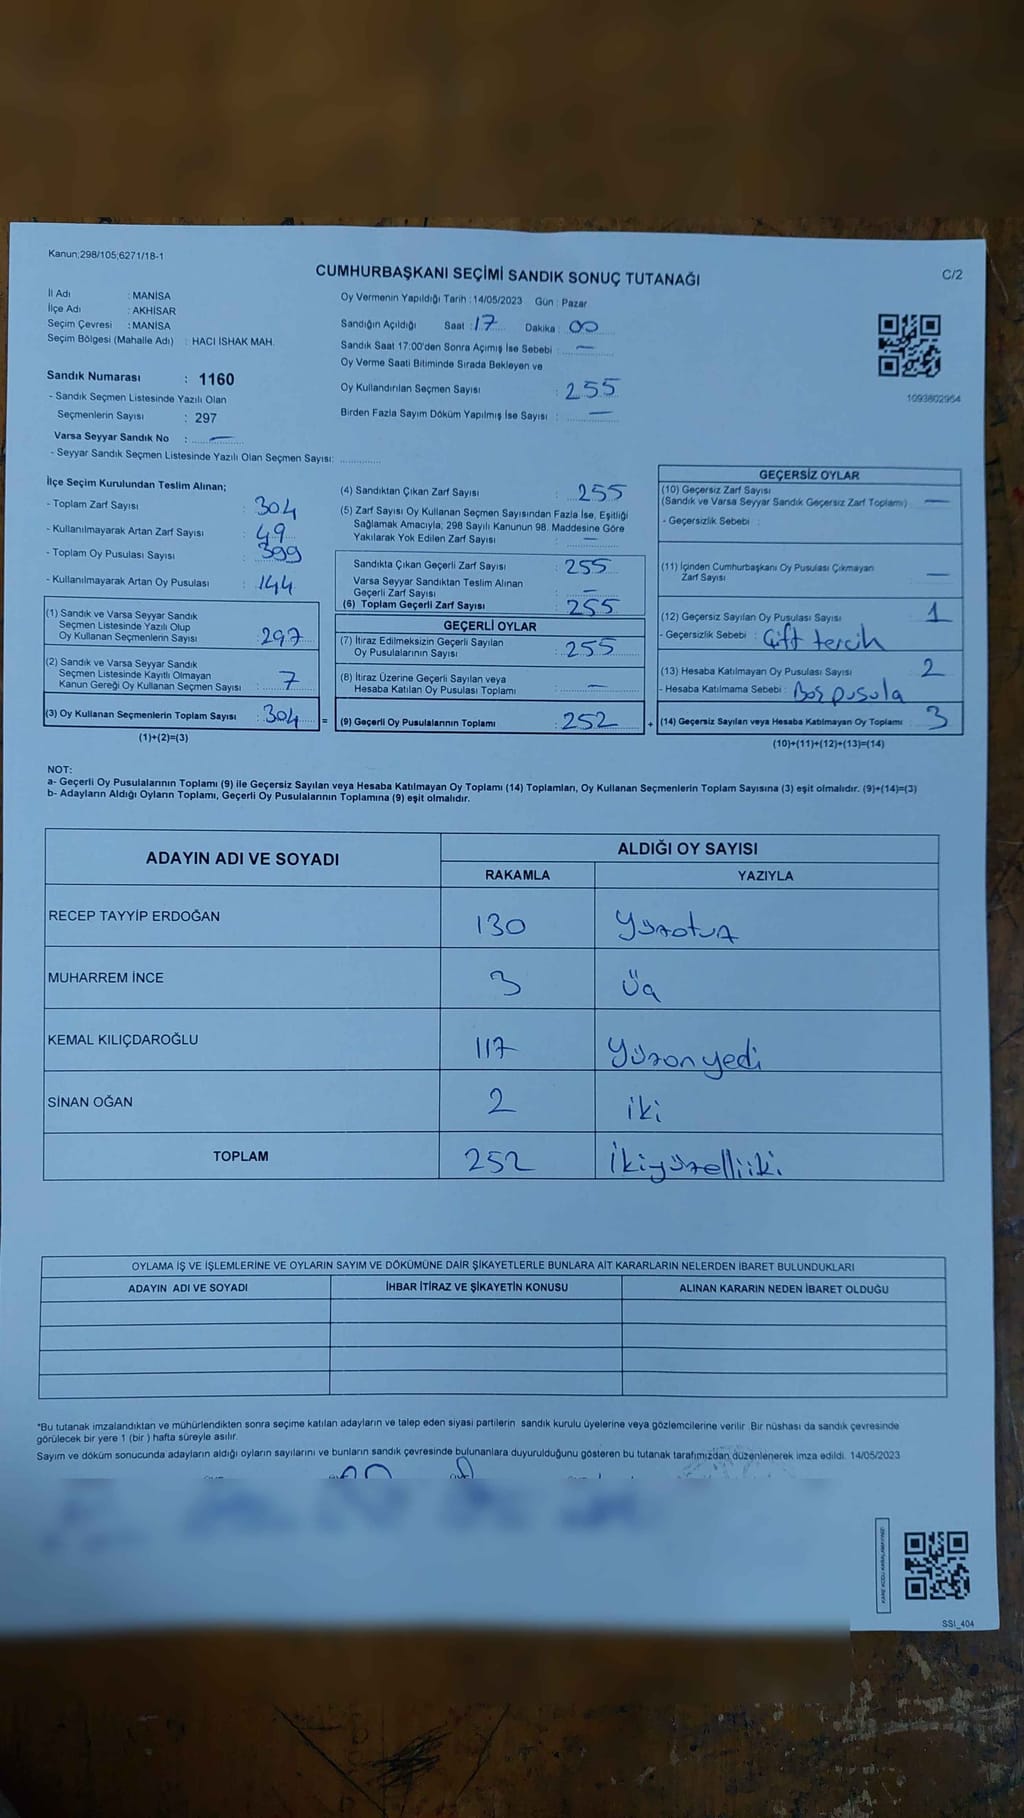 Kanun;298/105;6271/18-1
CUMHURBAŞKANI SEÇİMİ SANDIK SONUÇ TUTANAĞI
C/2
İl Adı : MANİSA
İlçe Adı : AKHİSAR
Seçim Çevresi : MANİSA
Seçim Bölgesi (Mahalle Adı) : HACI İSHAK MAH.
Sandık Numarası : 1160
- Sandık Seçmen Listesinde Yazılı Olan
Seçmenlerin Sayısı : 297
Varsa Seyyar Sandık No : —
- Seyyar Sandık Seçmen Listesinde Yazılı Olan Seçmen Sayısı: ............
Oy Vermenin Yapıldığı Tarih : 14/05/2023 Gün : Pazar
Sandığın Açıldığı Saat : 17 Dakika : 00
Sandık Saat 17:00'den Sonra Açımış İse Sebebi : —
Oy Verme Saati Bitiminde Sırada Bekleyen ve
Oy Kullandırılan Seçmen Sayısı : 255
Birden Fazla Sayım Döküm Yapılmış İse Sayısı : —
1093802964
İlçe Seçim Kurulundan Teslim Alınan;
- Toplam Zarf Sayısı : 304
- Kullanılmayarak Artan Zarf Sayısı : 49
- Toplam Oy Pusulası Sayısı : 399
- Kullanılmayarak Artan Oy Pusulası : 144
(1) Sandık ve Varsa Seyyar Sandık
Seçmen Listesinde Yazılı Olup
Oy Kullanan Seçmenlerin Sayısı : 297
(2) Sandık ve Varsa Seyyar Sandık
Seçmen Listesinde Kayıtlı Olmayan
Kanun Gereği Oy Kullanan Seçmen Sayısı : 7
(3) Oy Kullanan Seçmenlerin Toplam Sayısı : 304 =
(1)+(2)=(3)
(4) Sandıktan Çıkan Zarf Sayısı : 255
(5) Zarf Sayısı Oy Kullanan Seçmen Sayısından Fazla İse, Eşitliği
Sağlamak Amacıyla, 298 Sayılı Kanunun 98. Maddesine Göre
Yakılarak Yok Edilen Zarf Sayısı : —
Sandıkta Çıkan Geçerli Zarf Sayısı : 255
Varsa Seyyar Sandıktan Teslim Alınan
Geçerli Zarf Sayısı : —
(6) Toplam Geçerli Zarf Sayısı : 255
GEÇERLİ OYLAR
(7) İtiraz Edilmeksizin Geçerli Sayılan
Oy Pusulalarının Sayısı : 255
(8) İtiraz Üzerine Geçerli Sayılan veya
Hesaba Katılan Oy Pusulası Toplamı : —
(9) Geçerli Oy Pusulalarının Toplamı : 252 +
GEÇERSİZ OYLAR
(10) Geçersiz Zarf Sayısı
(Sandık ve Varsa Seyyar Sandık Geçersiz Zarf Toplamı) —
- Geçersizlik Sebebi :
(11) İçinden Cumhurbaşkanı Oy Pusulası Çıkmayan
Zarf Sayısı —
(12) Geçersiz Sayılan Oy Pusulası Sayısı 1
- Geçersizlik Sebebi : Çift tercih
(13) Hesaba Katılmayan Oy Pusulası Sayısı 2
- Hesaba Katılmama Sebebi : Boş pusula
(14) Geçersiz Sayılan veya Hesaba Katılmayan Oy Toplamı 3
(10)+(11)+(12)+(13)=(14)
NOT:
a- Geçerli Oy Pusulalarının Toplamı (9) ile Geçersiz Sayılan veya Hesaba Katılmayan Oy Toplamı (14) Toplamları, Oy Kullanan Seçmenlerin Toplam Sayısına (3) eşit olmalıdır. (9)+(14)=(3)
b- Adayların Aldığı Oyların Toplamı, Geçerli Oy Pusulalarının Toplamına (9) eşit olmalıdır.
ADAYIN ADI VE SOYADI ALDIĞI OY SAYISI
RAKAMLA YAZIYLA
RECEP TAYYİP ERDOĞAN 130 Yüzotuz
MUHARREM İNCE 3 Üç
KEMAL KILIÇDAROĞLU 117 Yüzonyedi
SİNAN OĞAN 2 iki
TOPLAM 252 İkiyüzelliiki
OYLAMA İŞ VE İŞLEMLERİNE VE OYLARIN SAYIM VE DÖKÜMÜNE DAİR ŞİKAYETLERLE BUNLARA AİT KARARLARIN NELERDEN İBARET BULUNDUKLARI
ADAYIN ADI VE SOYADI İHBAR İTİRAZ VE ŞİKAYETİN KONUSU ALINAN KARARIN NEDEN İBARET OLDUĞU
*Bu tutanak imzalandıktan ve mühürlendikten sonra seçime katılan adayların ve talep eden siyasi partilerin sandık kurulu üyelerine veya gözlemcilerine verilir. Bir nüshası da sandık çevresinde
görülecek bir yere 1 (bir ) hafta süreyle asılır.
Sayım ve döküm sonucunda adayların aldığı oyların sayılarını ve bunların sandık çevresinde bulunanlara duyurulduğunu gösteren bu tutanak tarafımızdan düzenlenerek imza edildi. 14/05/2023
SSI_404